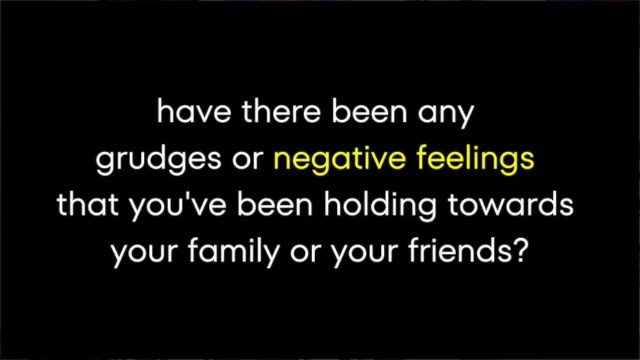 have there been any
grudges or negative feelings
that you've been holding towards
your family or your friends?